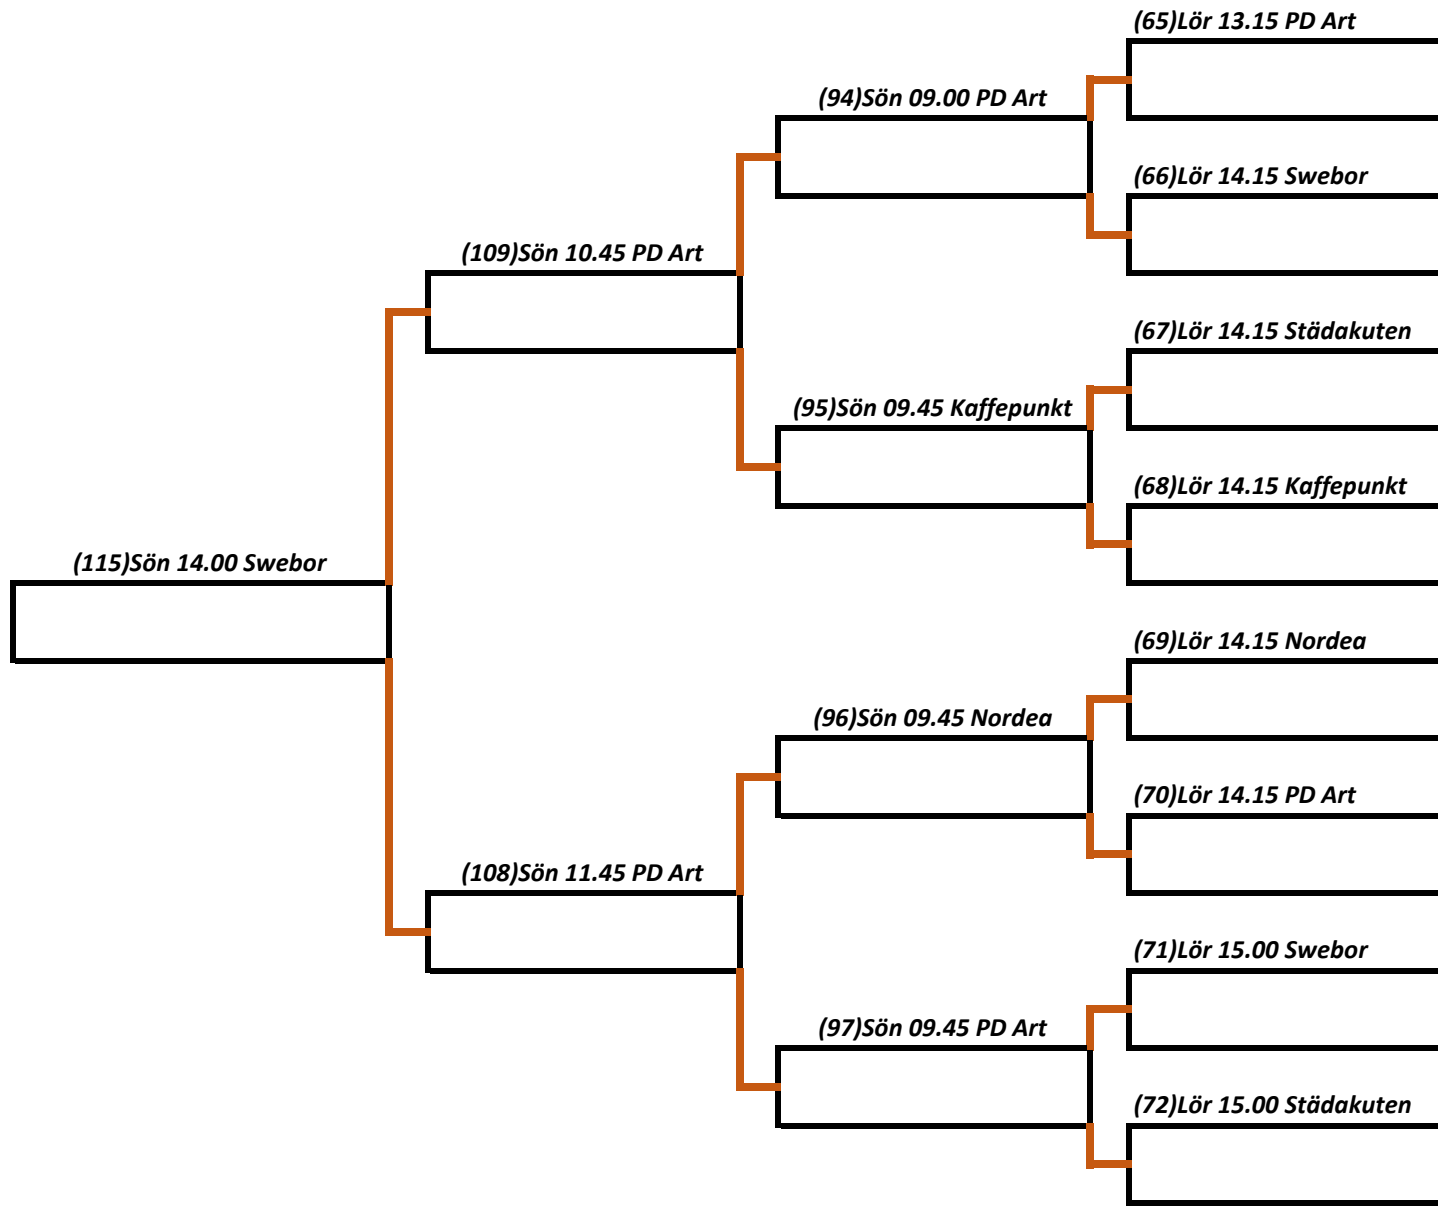 (65)Lör 13.15 PD Art
(94)Sön 09.00 PD Art
(66)Lör 14.15 Swebor
(109)Sön 10.45 PD Art
(67)Lör 14.15 Städakuten
(95)Sön 09.45 Kaffepunkt
(68)Lör 14.15 Kaffepunkt
(115)Sön 14.00 Swebor
(69)Lör 14.15 Nordea
(96)Sön 09.45 Nordea
(70)Lör 14.15 PD Art
(108)Sön 11.45 PD Art
(71)Lör 15.00 Swebor
(97)Sön 09.45 PD Art
(72)Lör 15.00 Städakuten